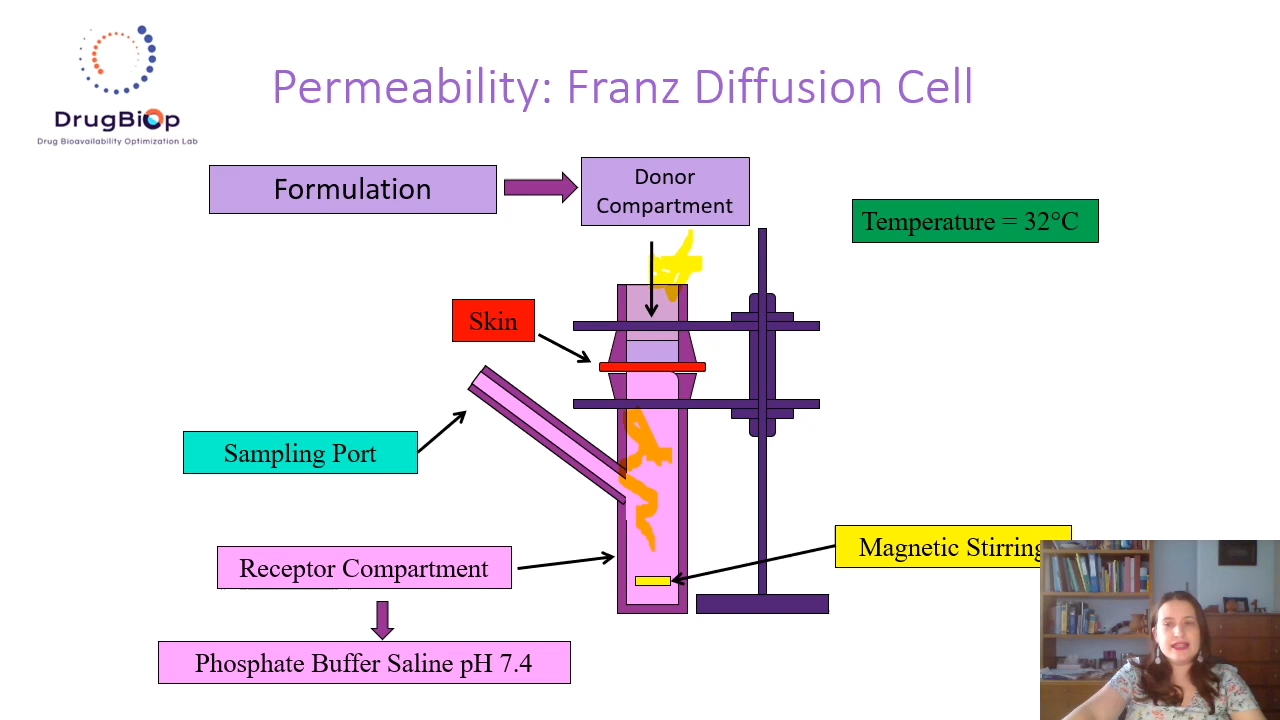 DrugBiOp
Drug Bioavailability Optimization Lab
Permeability: Franz Diffusion Cell
Formulation
Donor
Compartment
Temperature = 32°C
Skin
Sampling Port
Magnetic Stirring
Receptor Compartment
Phosphate Buffer Saline pH 7.4